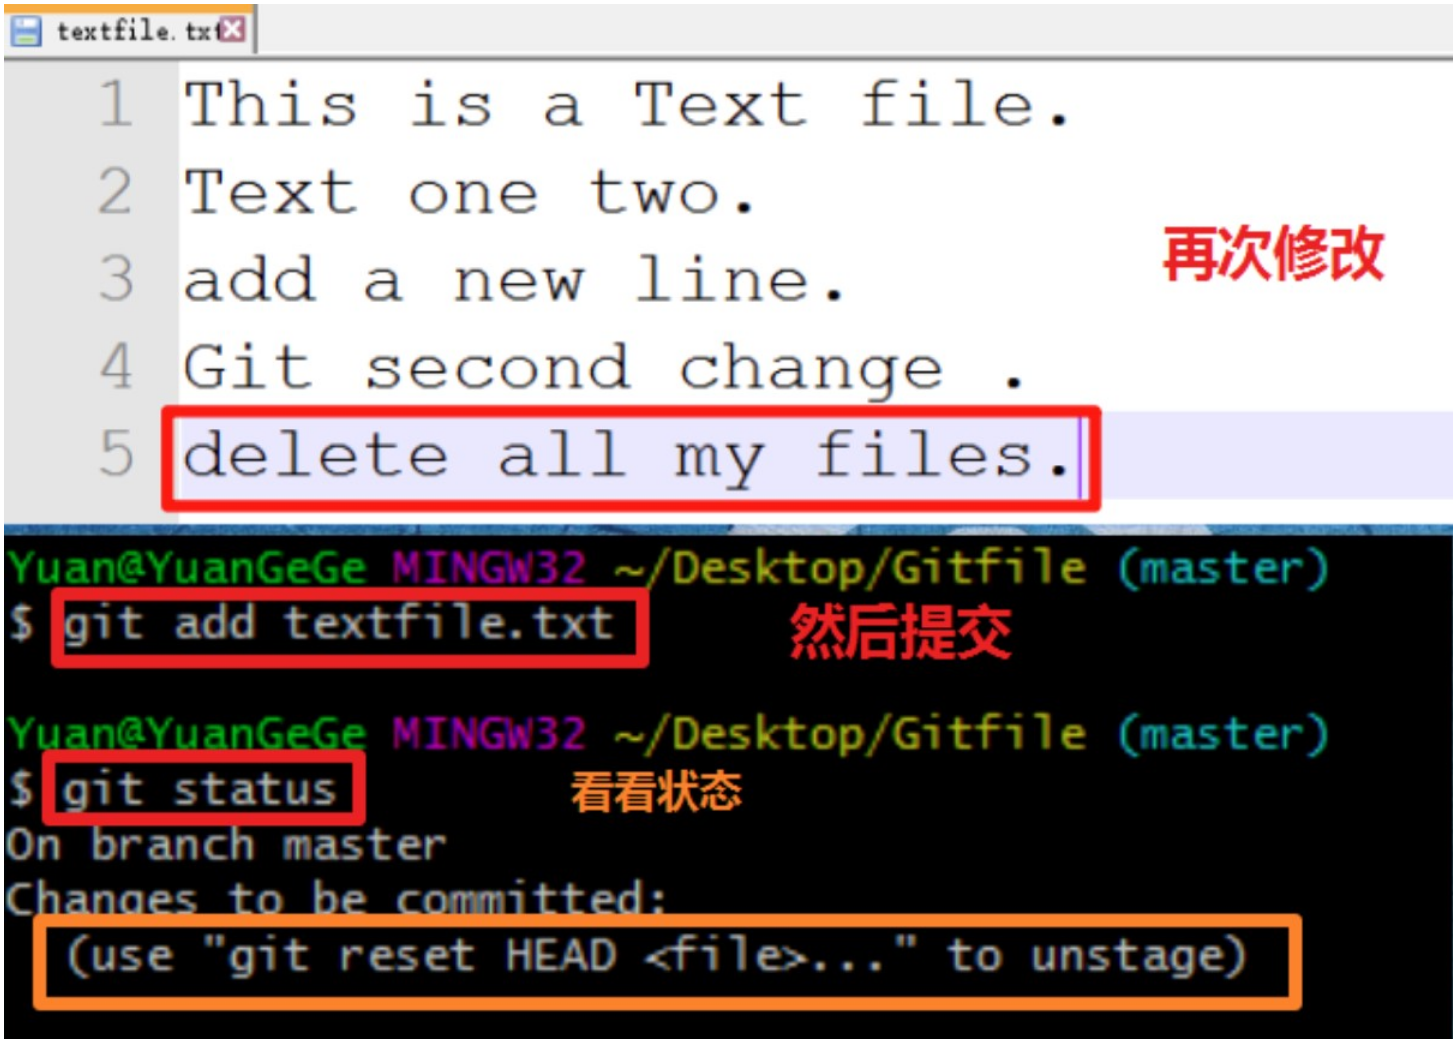 textfile.txt
1 This is a Text file.
2 Text one two.
3 add a new line.
再次修改
4 Git second change .
5 delete all my files.
Yuan@YuanGeGe MINGW32 ~/Desktop/Gitfile (master)
$ git add textfile.txt
然后提交
Yuan@YuanGeGe MINGW32 ~/Desktop/Gitfile (master)
$ git status
看看状态
On branch master
Changes to be committed:
(use "git reset HEAD <file>..." to unstage)